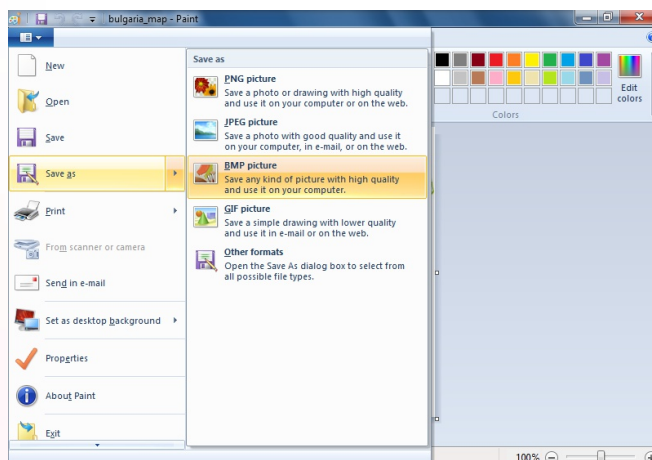 bulgaria_map - Paint
New
Open
Save
Save as
Print
From scanner or camera
Send in e-mail
Set as desktop background
Properties
About Paint
Exit
Save as
PNG picture
Save a photo or drawing with high quality
and use it on your computer or on the web.
JPEG picture
Save a photo with good quality and use it
on your computer, in e-mail, or on the web.
BMP picture
Save any kind of picture with high quality
and use it on your computer.
GIF picture
Save a simple drawing with lower quality
and use it in e-mail or on the web.
Other formats
Open the Save As dialog box to select from
all possible file types.
Edit
colors
Colors
100%